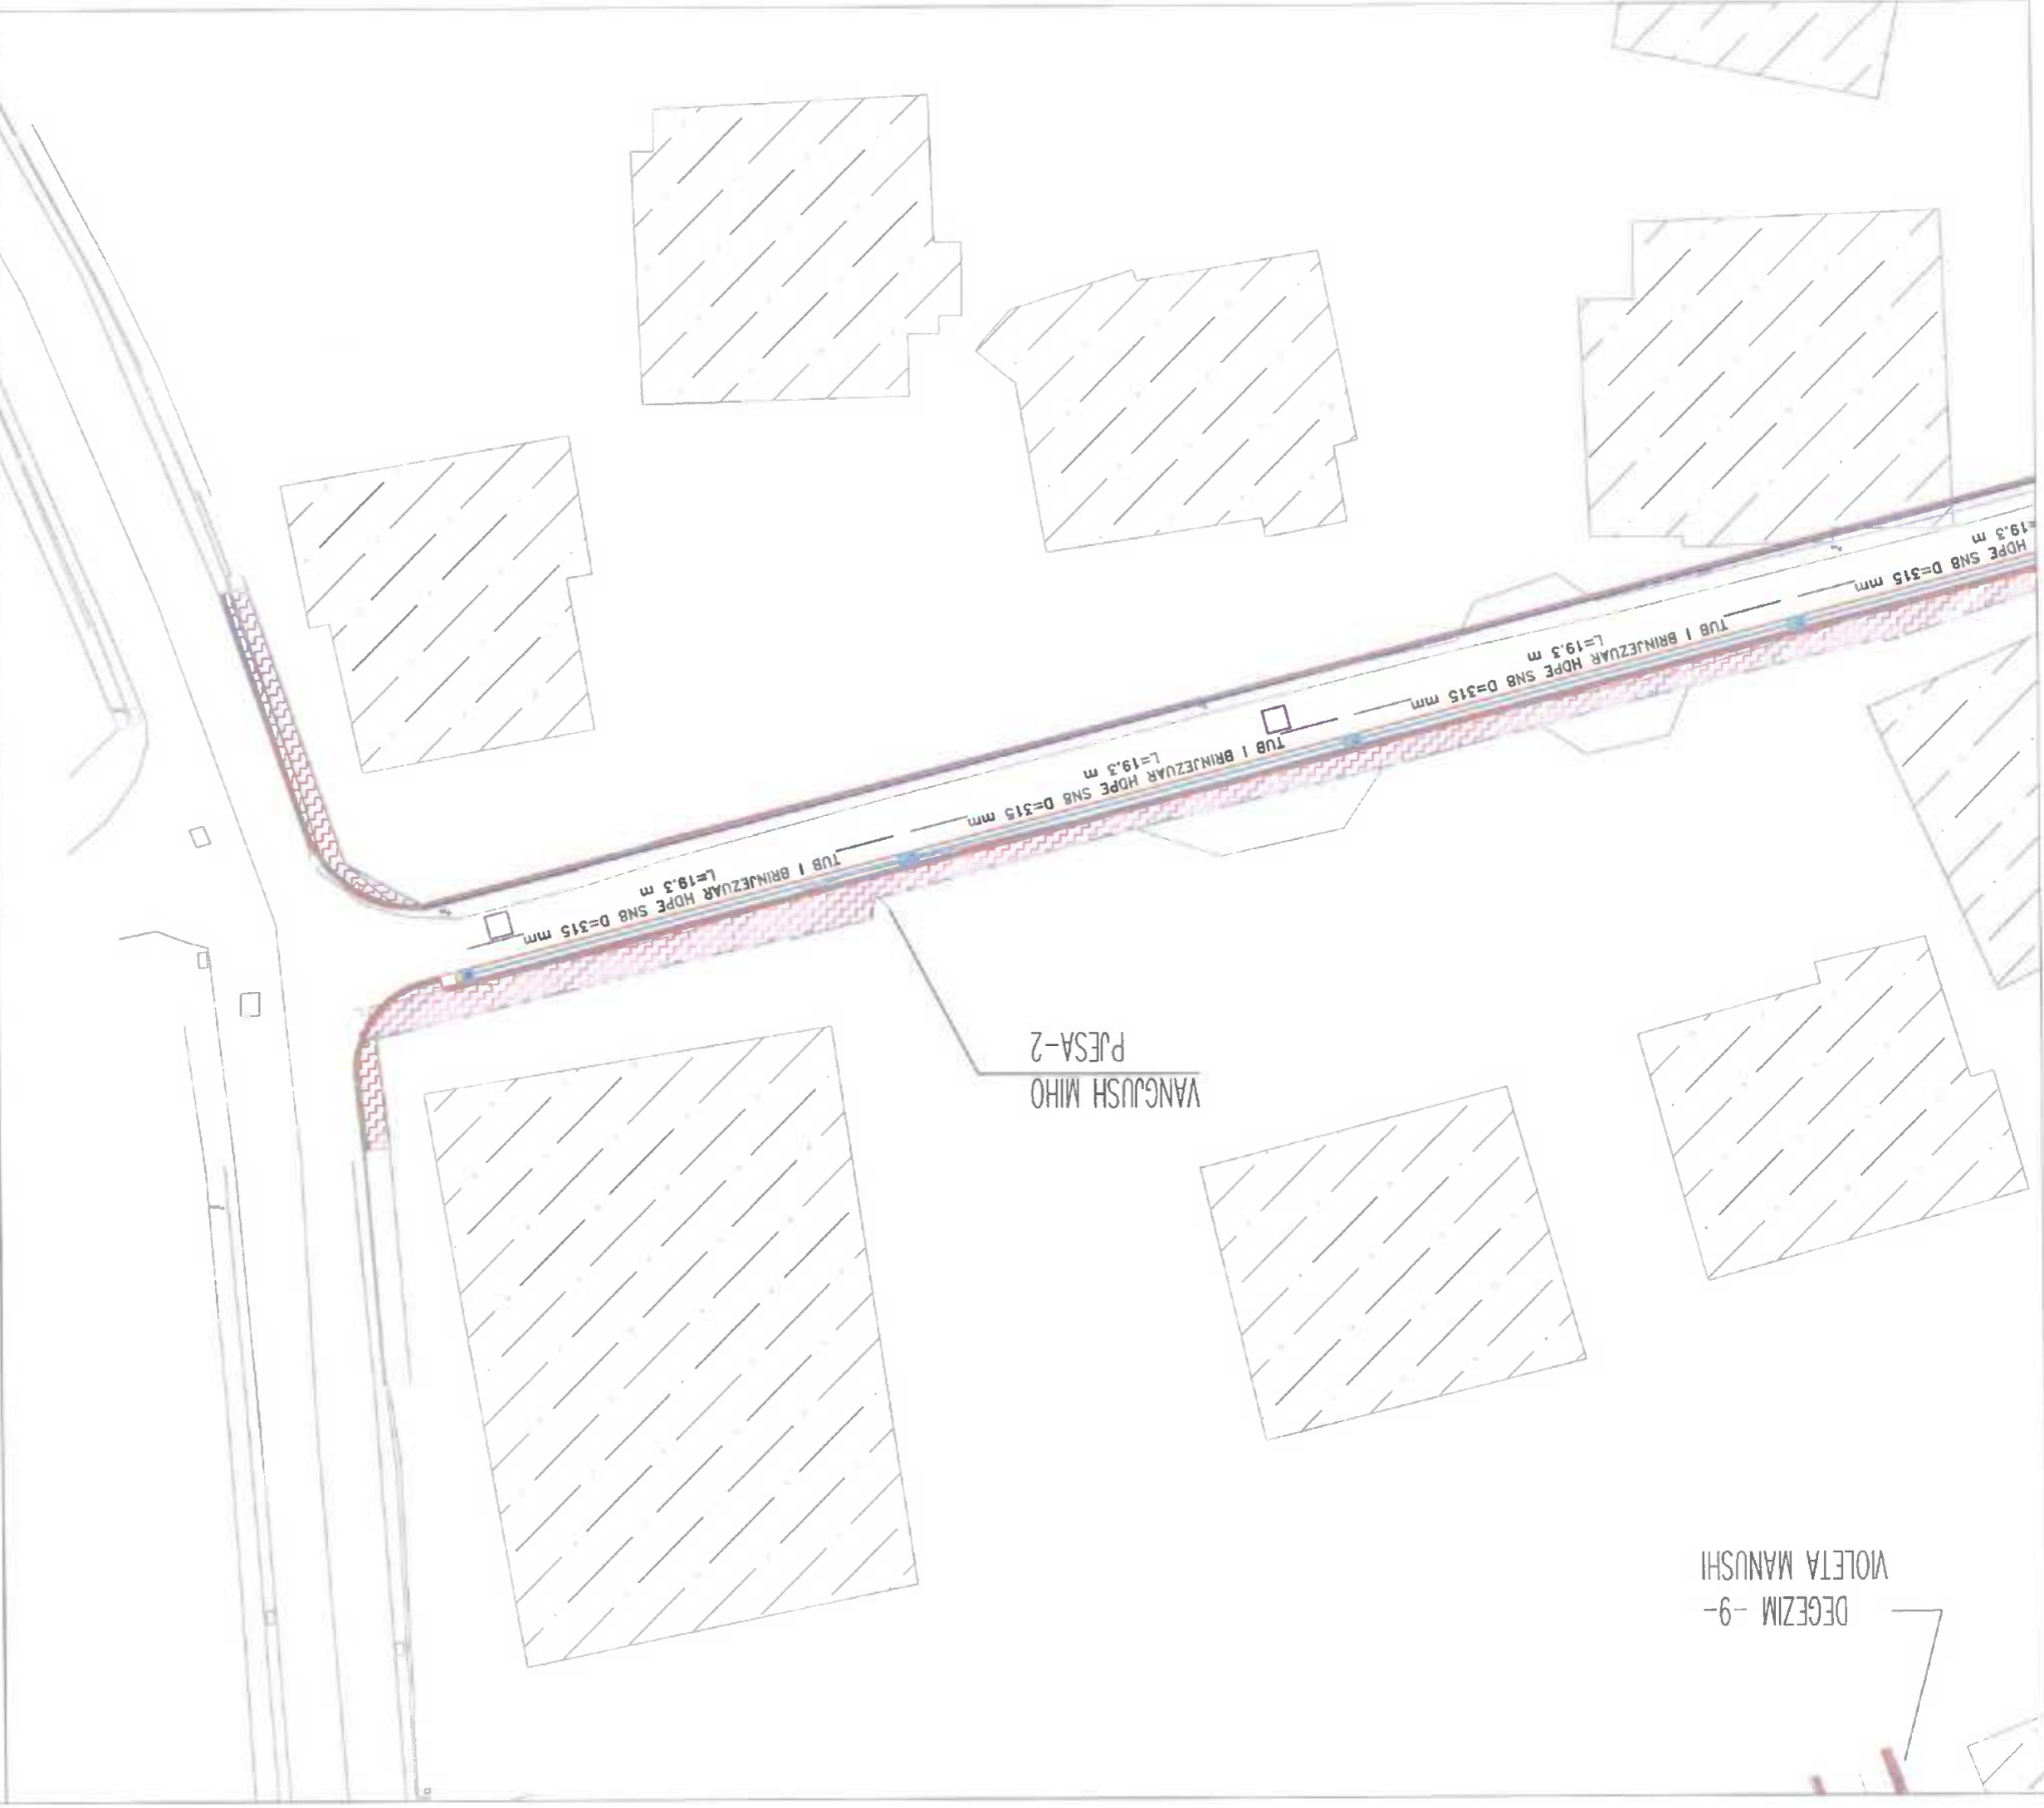 DEGEZIM -9-
VIOLETA MANUSHI
VANGJUSH MIHO
PJESA-2
HDPE SN8 D=315 mm
=19.3 m
TUB I BRINJEZUAR HDPE SN8 D=315 mm
L=19.3 m
TUB I BRINJEZUAR HDPE SN8 D=315 mm
L=19.3 m
TUB I BRINJEZUAR HDPE SN8 D=315 mm
L=19.3 m